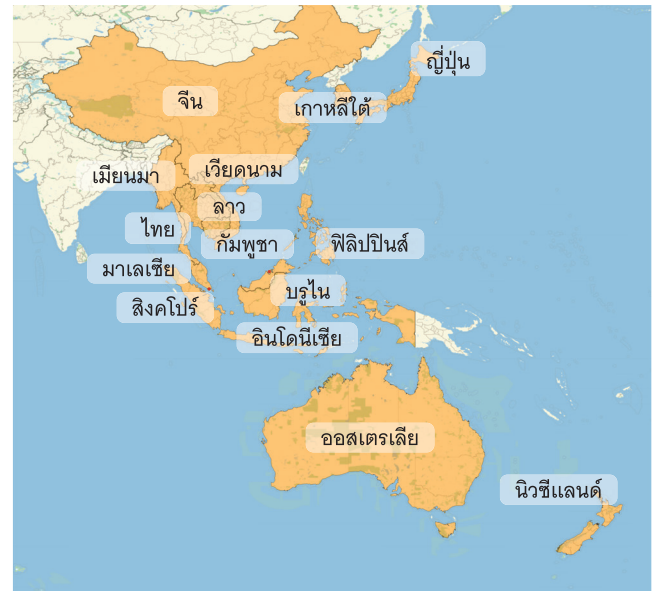 ญี่ปุ่น
จีน
เกาหลีใต้
เวียดนาม
เมียนมา
ลาว
ไทย
กัมพูชา
ฟิลิปปินส์
มาเลเซีย
บรูไน
สิงคโปร์
อินโดนีเซีย
ออสเตรเลีย
นิวซีแลนด์